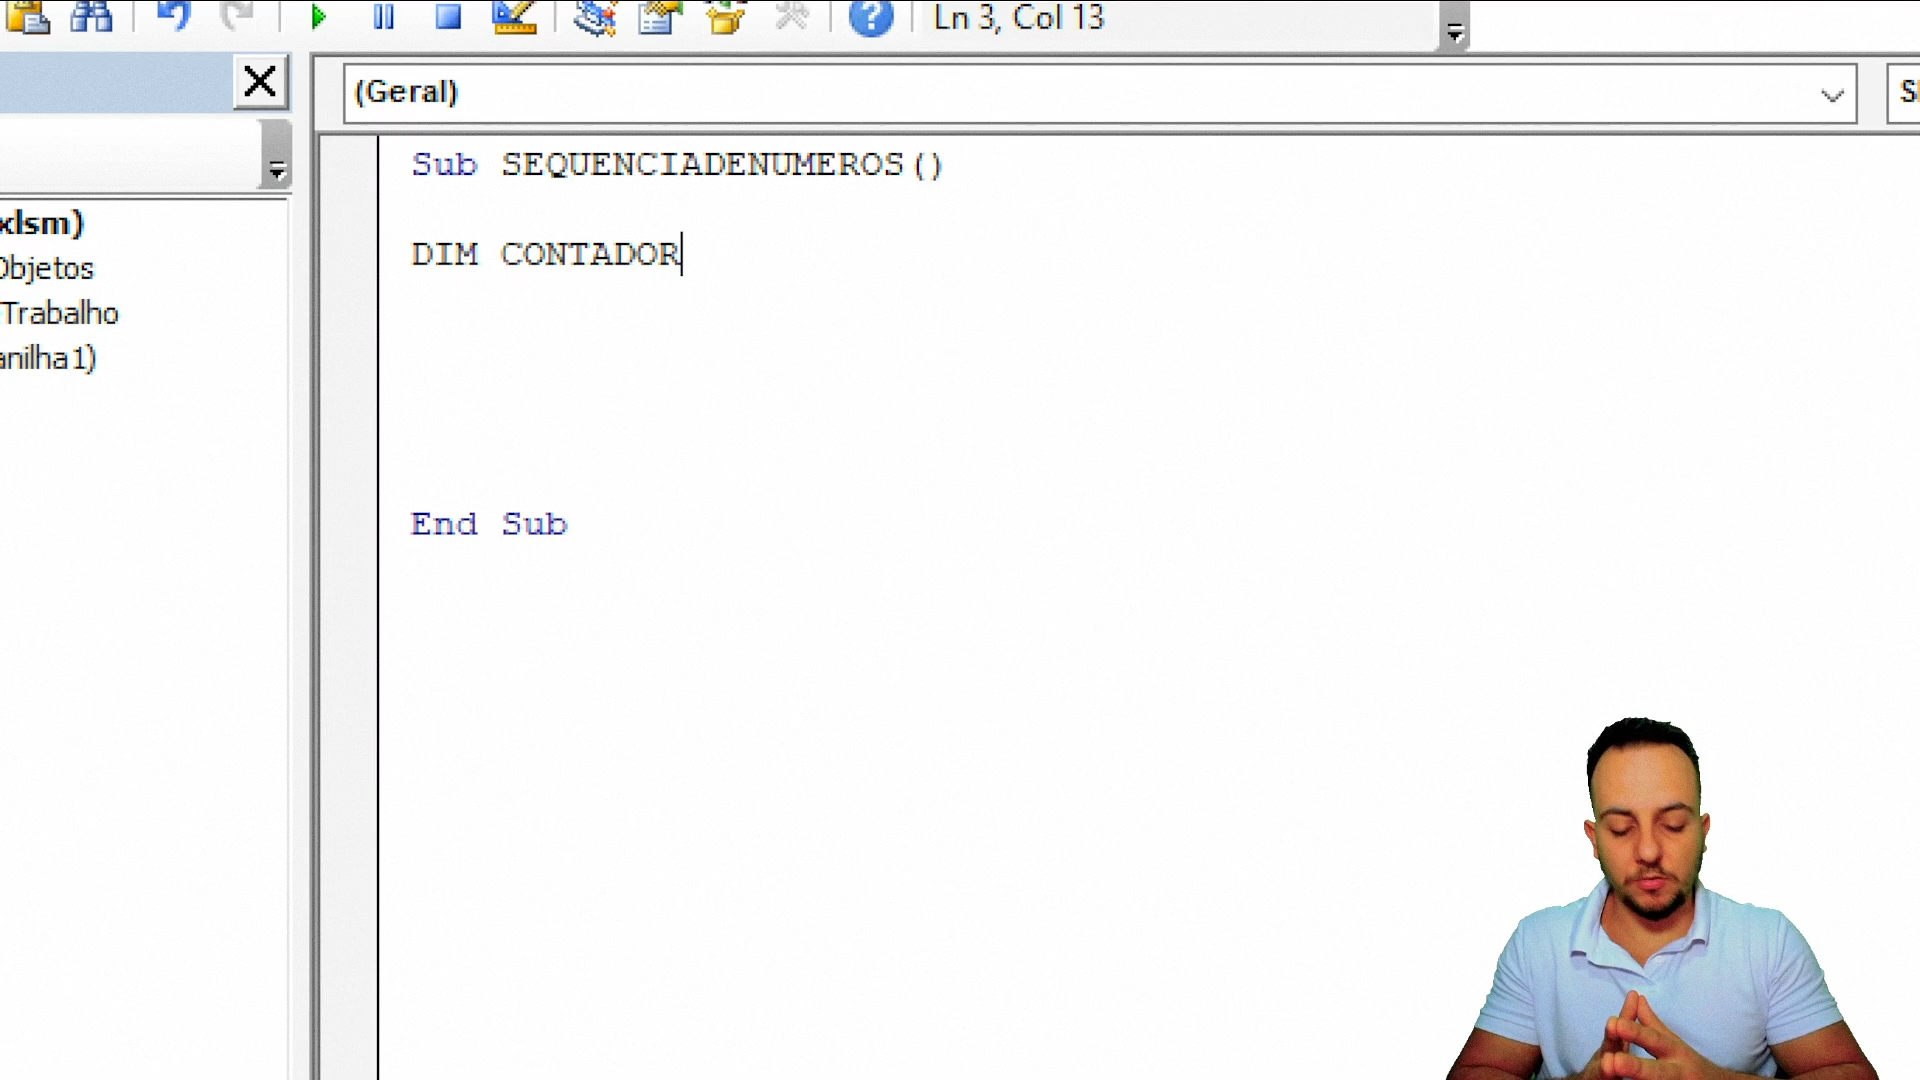 Ln 3, Col 13
(Geral)
xlsm)
Objetos
Trabalho
anilha1)
Sub SEQUENCIADENUMEROS()
DIM CONTADOR
End Sub